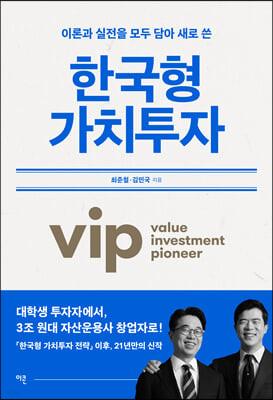 이론과 실전을 모두 담아 새로 쓴
한국형
가치투자
최준철·김민국 지음
vip value
investment
pioneer
대학생 투자자에서,
3조 원대 자산운용사 창업자로!
『한국형 가치투자 전략』 이후, 21년만의 신작
이콘